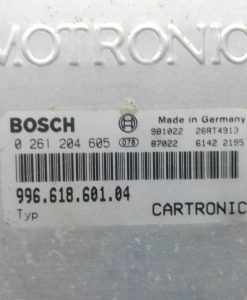 MOTRONIC
BOSCH Made in Germany
981022 26RT4913
0 261 204 605 078 87022 6142 2195
996.618.601.04
Typ CARTRONIC